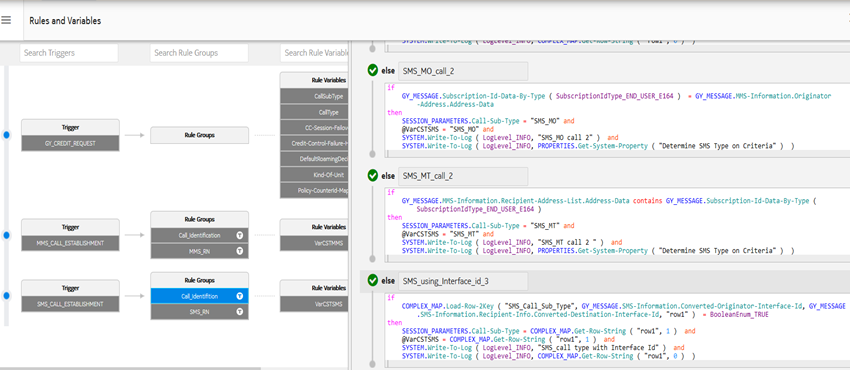 Rules and Variables
Search Triggers
Search Rule Groups
Search Rule Variable
Trigger
GY_CREDIT_REQUEST
Rule Groups
Rule Variables
CallSubType
CallType
CC-Session-Failov
Credit-Control-Failure-H
DefaultRoamingDecl
Kind-Of-Unit
Policy-CounterId-Map
Trigger
MMS_CALL_ESTABLISHMENT
Rule Groups
Call_Identification
MMS_RN
Rule Variables
VarCSTMMS
Trigger
SMS_CALL_ESTABLISHMENT
Rule Groups
Call_Identifition
SMS_RN
Rule Variables
VarCSTSMS
SYSTEM.Write-To-Log ( LogLevel_INFO, COMPLEX_MAP.Get-Row-String ( "row1", 0 ) )
else SMS_MO_call_2
if
GY_MESSAGE.Subscription-Id-Data-By-Type ( SubscriptionIdType_END_USER_E164 ) = GY_MESSAGE.MMS-Information.Originator
-Address.Address-Data
then
SESSION_PARAMETERS.Call-Sub-Type = "SMS_MO" and
@VarCSTSMS = "SMS_MO" and
SYSTEM.Write-To-Log ( LogLevel_INFO, "SMS_MO call 2" ) and
SYSTEM.Write-To-Log ( LogLevel_INFO, PROPERTIES.Get-System-Property ( "Determine SMS Type on Criteria" ) )
else SMS_MT_call_2
if
GY_MESSAGE.MMS-Information.Recipient-Address-List.Address-Data contains GY_MESSAGE.Subscription-Id-Data-By-Type (
SubscriptionIdType_END_USER_E164 )
then
SESSION_PARAMETERS.Call-Sub-Type = "SMS_MT" and
@VarCSTSMS = "SMS_MT" and
SYSTEM.Write-To-Log ( LogLevel_INFO, "SMS_MT call 2 " ) and
SYSTEM.Write-To-Log ( LogLevel_INFO, PROPERTIES.Get-System-Property ( "Determine SMS Type on Criteria" ) )
else SMS_using_Interface_id_3
if
COMPLEX_MAP.Load-Row-2Key ( "SMS_Call_Sub_Type", GY_MESSAGE.SMS-Information.Converted-Originator-Interface-Id, GY_MESSAGE
.SMS-Information.Recipient-Info.Converted-Destination-Interface-Id, "row1" ) = BooleanEnum_TRUE
then
SESSION_PARAMETERS.Call-Sub-Type = COMPLEX_MAP.Get-Row-String ( "row1", 1 ) and
@VarCSTSMS = COMPLEX_MAP.Get-Row-String ( "row1", 1 ) and
SYSTEM.Write-To-Log ( LogLevel_INFO, "SMS_call type with Interface Id" ) and
SYSTEM.Write-To-Log ( LogLevel_INFO, COMPLEX_MAP.Get-Row-String ( "row1", 0 ) )